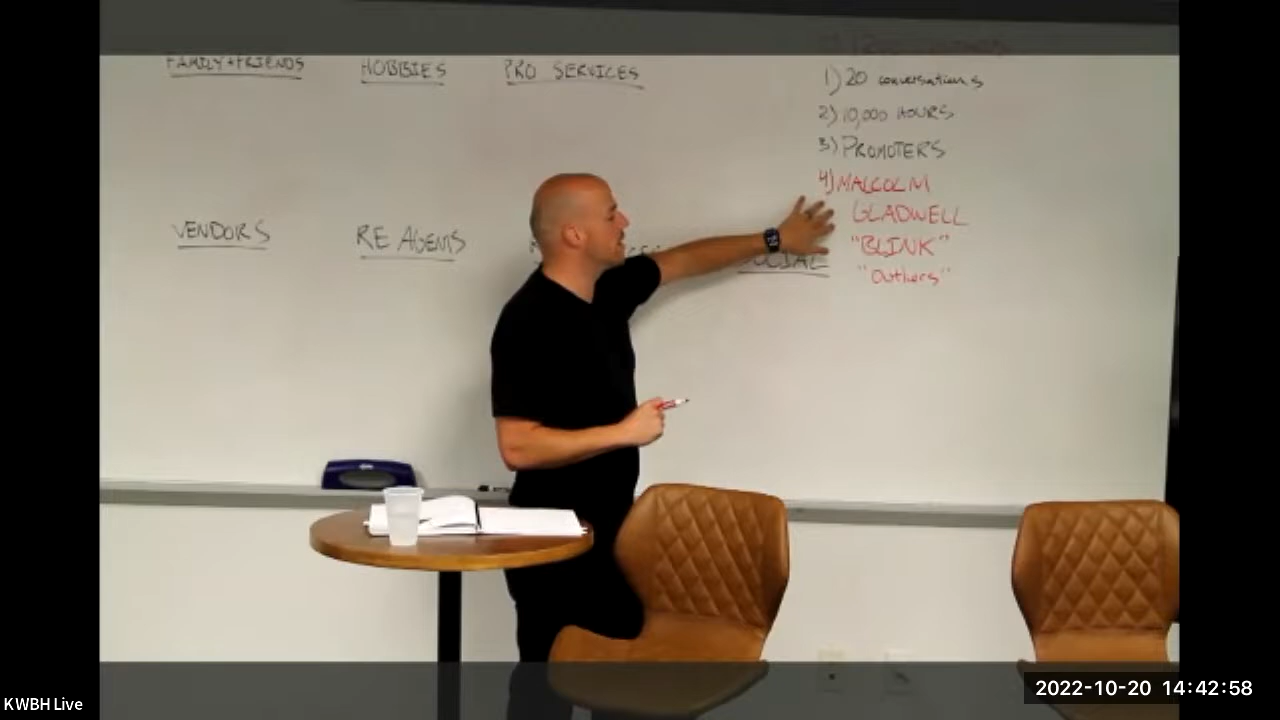 FAMILY+FRIENDS
HOBBIES
PRO SERVICES
1) 20 conversations
2) 10,000 HOURS
3) PROMOTERS
4) MALCOLM
GLADWELL
"BLINK"
"Outliers"
VENDORS
RE AGENTS
SOCIAL
KWBH Live
2022-10-20 14:42:58